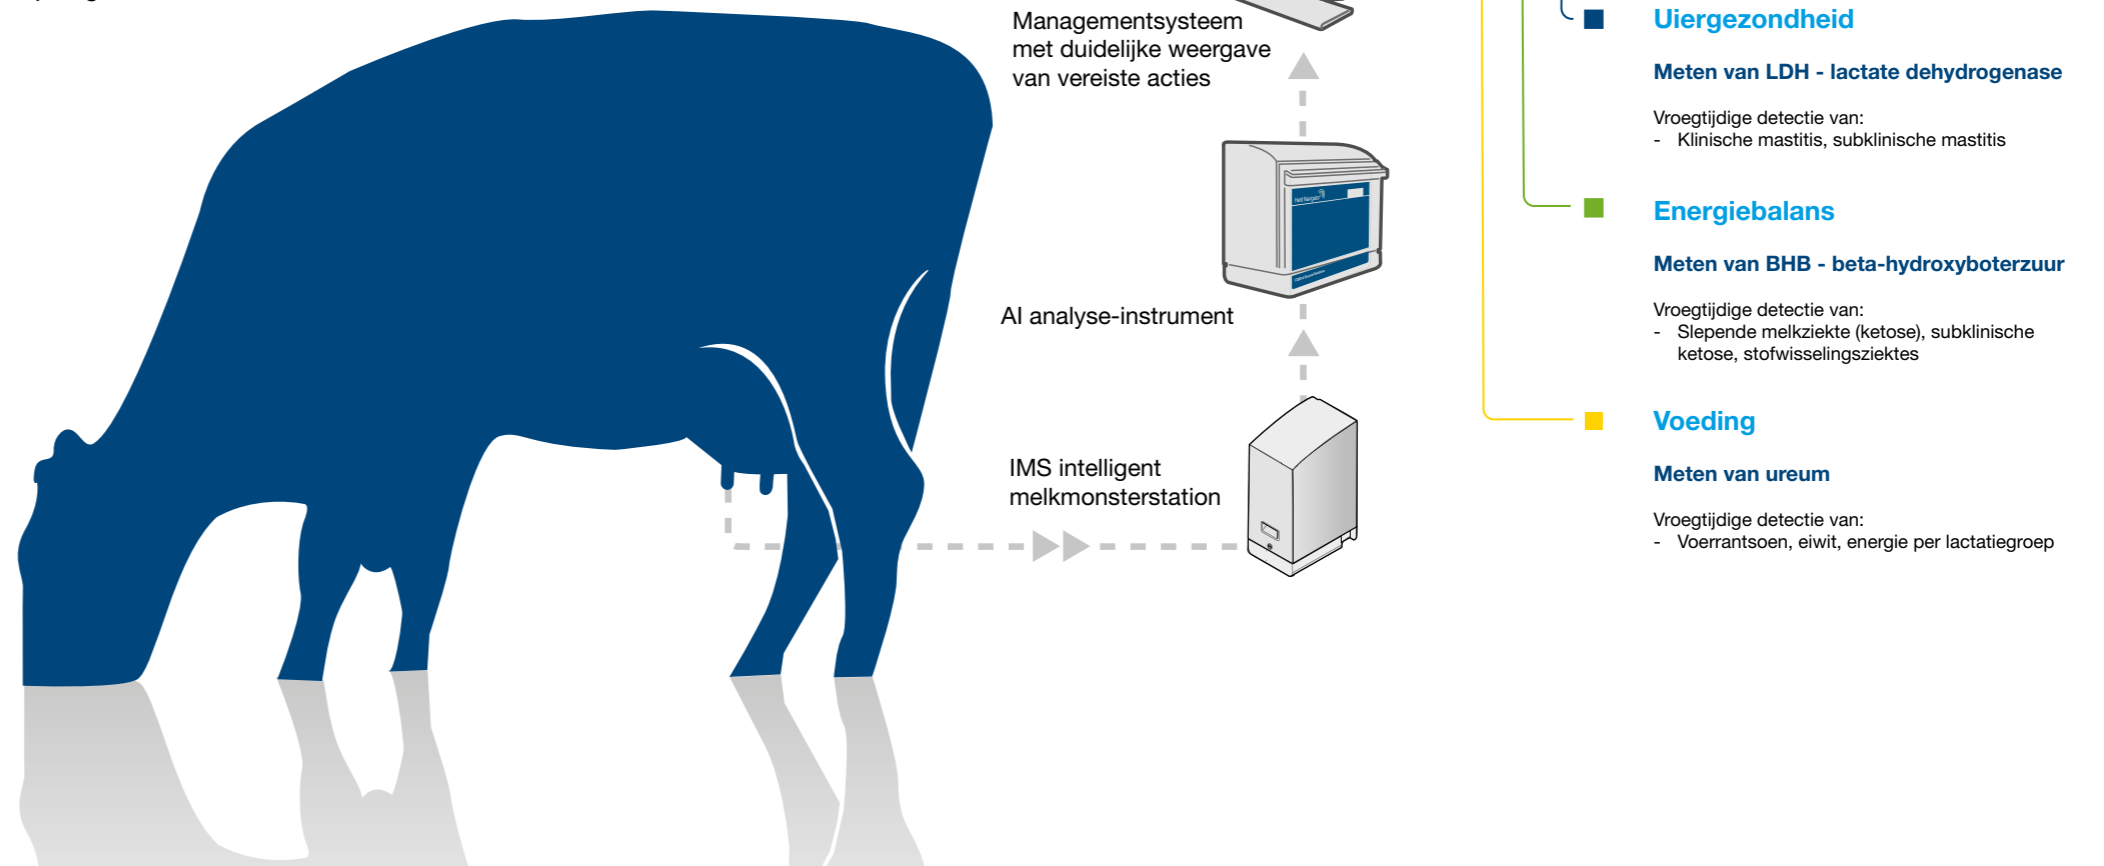 Managementsysteem
met duidelijke weergave
van vereiste acties
AI analyse-instrument
IMS intelligent
melkmonsterstation
Herd Navigator
Uiergezondheid
Meten van LDH - lactate dehydrogenase
Vroegtijdige detectie van:
- Klinische mastitis, subklinische mastitis
Energiebalans
Meten van BHB - beta-hydroxyboterzuur
Vroegtijdige detectie van:
- Slepende melkziekte (ketose), subklinische
ketose, stofwisselingsziektes
Voeding
Meten van ureum
Vroegtijdige detectie van:
- Voerrantsoen, eiwit, energie per lactatiegroep